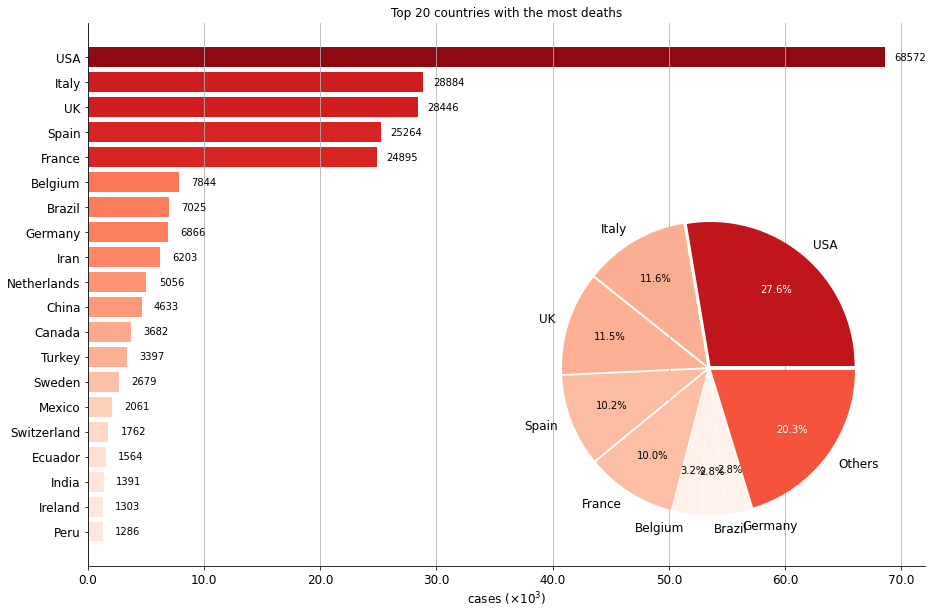 Top 20 countries with the most deaths
USA 68572
Italy 28884
UK 28446
Spain 25264
France 24895
Belgium 7844
Brazil 7025
Germany 6866
Iran 6203
Netherlands 5056
China 4633
Canada 3682
Turkey 3397
Sweden 2679
Mexico 2061
Switzerland 1762
Ecuador 1564
India 1391
Ireland 1303
Peru 1286
0.0 10.0 20.0 30.0 40.0 50.0 60.0 70.0
cases (×10³)
USA
27.6%
Italy
11.6%
UK
11.5%
Spain
10.2%
France
10.0%
Belgium
3.2%
Brazil
2.8%
Germany
2.8%
Others
20.3%